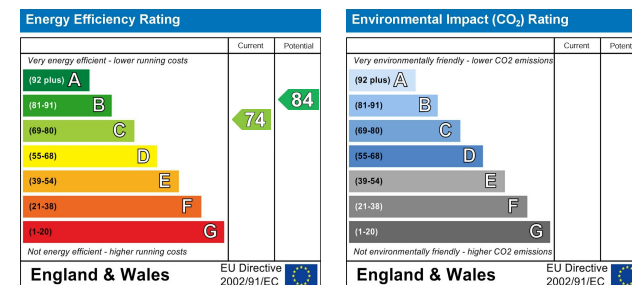 Energy Efficiency Rating
Current Potential
Very energy efficient - lower running costs
(92 plus) A
(81-91) B
(69-80) C
(55-68) D
(39-54) E
(21-38) F
(1-20) G
74
84
Not energy efficient - higher running costs
England & Wales
EU Directive
2002/91/EC
Environmental Impact (CO₂) Rating
Current Potent
Very environmentally friendly - lower CO2 emissions
(92 plus) A
(81-91) B
(69-80) C
(55-68) D
(39-54) E
(21-38) F
(1-20) G
Not environmentally friendly - higher CO2 emissions
England & Wales
EU Directive
2002/91/EC